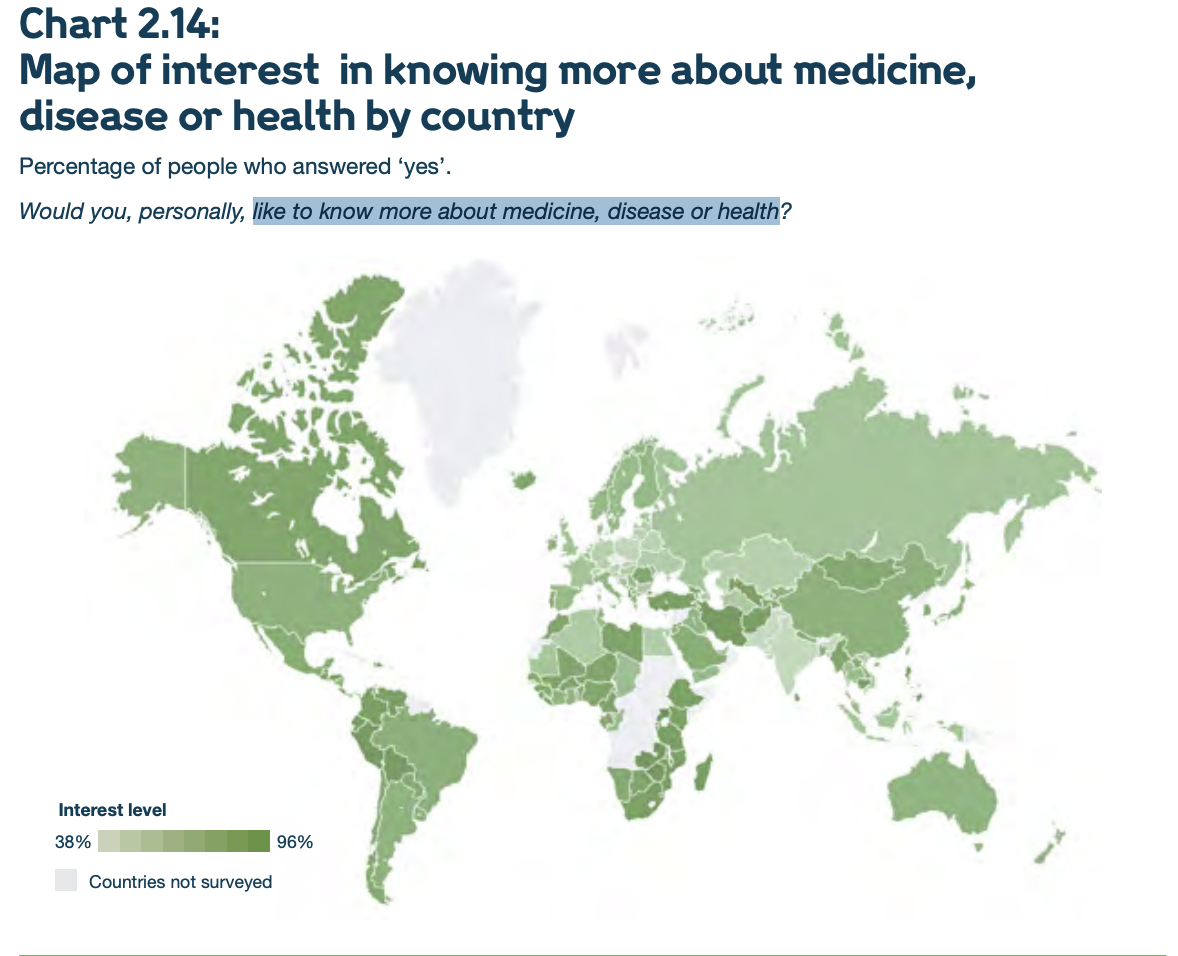 Chart 2.14:
Map of interest in knowing more about medicine,
disease or health by country
Percentage of people who answered ‘yes’.
Would you, personally, like to know more about medicine, disease or health?
Interest level
38% 96%
Countries not surveyed